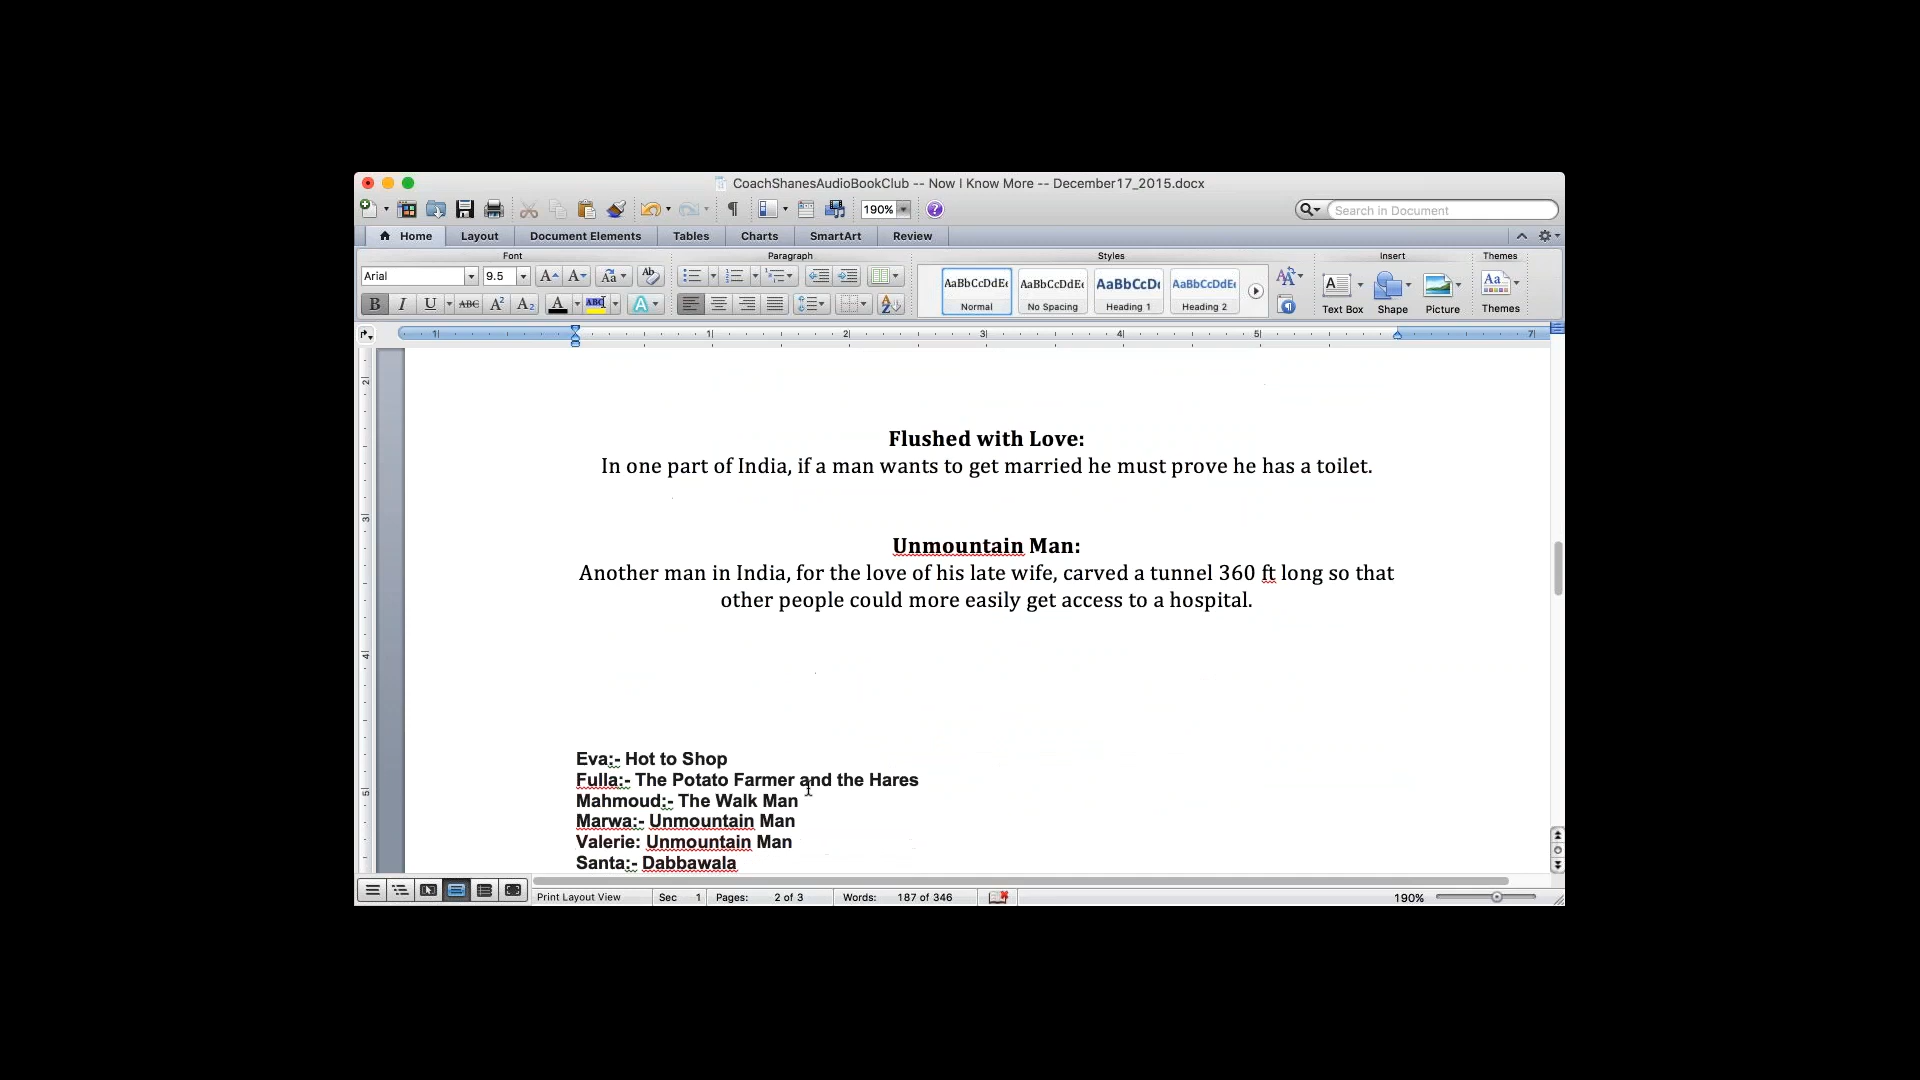 CoachShanesAudioBookClub -- Now I Know More -- December17_2015.docx
190%
Search in Document
Home Layout Document Elements Tables Charts SmartArt Review
Font Paragraph Styles Insert Themes
Arial 9.5
AaBbCcDdEe AaBbCcDdEe AaBbCcDi AaBbCcDdEe
Normal No Spacing Heading 1 Heading 2 Text Box Shape Picture Themes
Flushed with Love:
In one part of India, if a man wants to get married he must prove he has a toilet.
Unmountain Man:
Another man in India, for the love of his late wife, carved a tunnel 360 ft long so that
other people could more easily get access to a hospital.
Eva:- Hot to Shop
Fulla:- The Potato Farmer and the Hares
Mahmoud:- The Walk Man
Marwa:- Unmountain Man
Valerie: Unmountain Man
Santa:- Dabbawala
Print Layout View Sec 1 Pages: 2 of 3 Words: 187 of 346 190%